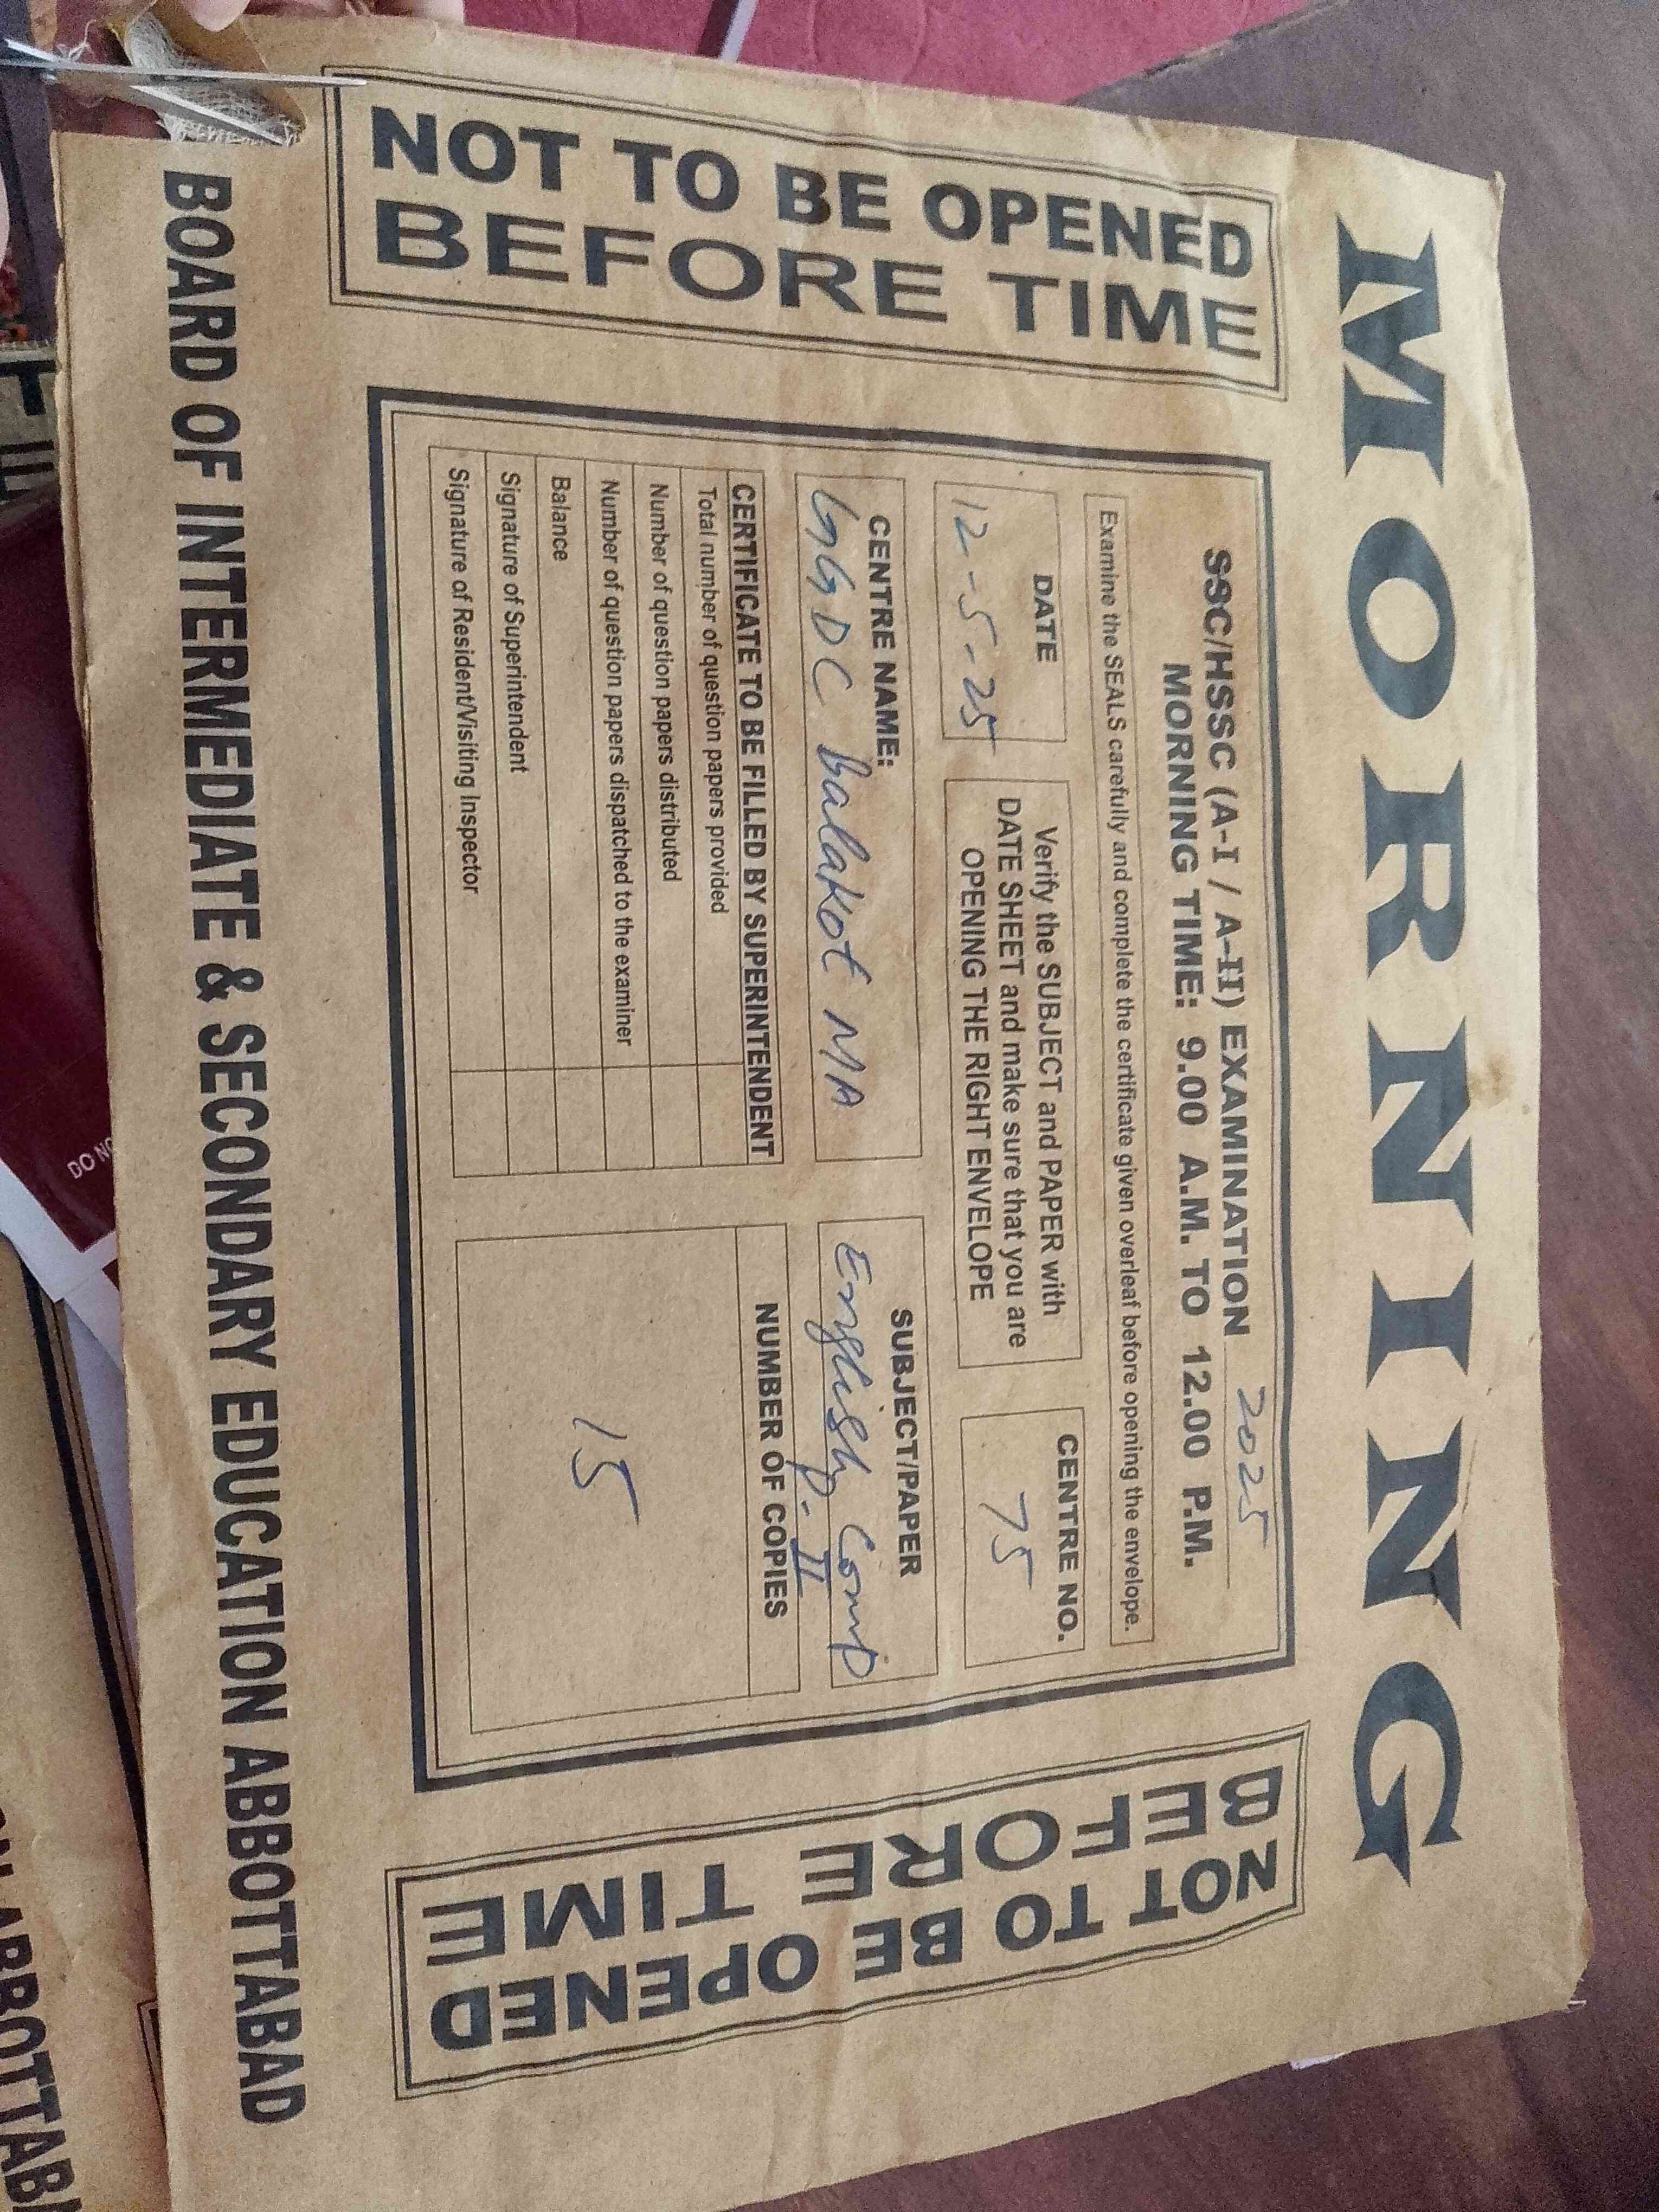 MORNING
NOT TO BE OPENED
BEFORE TIME
SSC/HSSC (A-I / A-II) EXAMINATION 2025
MORNING TIME: 9.00 A.M. TO 12.00 P.M.
Examine the SEALS carefully and complete the certificate given overleaf before opening the envelope.
DATE
12-5-25
Verify the SUBJECT and PAPER with
DATE SHEET and make sure that you are
OPENING THE RIGHT ENVELOPE
CENTRE NO.
75
CENTRE NAME:
GGDC Balakot MA
SUBJECT/PAPER
English Comp
P-II
CERTIFICATE TO BE FILLED BY SUPERINTENDENT
Total number of question papers provided
Number of question papers distributed
Number of question papers dispatched to the examiner
Balance
Signature of Superintendent
Signature of Resident/Visiting Inspector
NUMBER OF COPIES
15
NOT TO BE OPENED
BEFORE TIME
BOARD OF INTERMEDIATE & SECONDARY EDUCATION ABBOTTABAD
DO NO